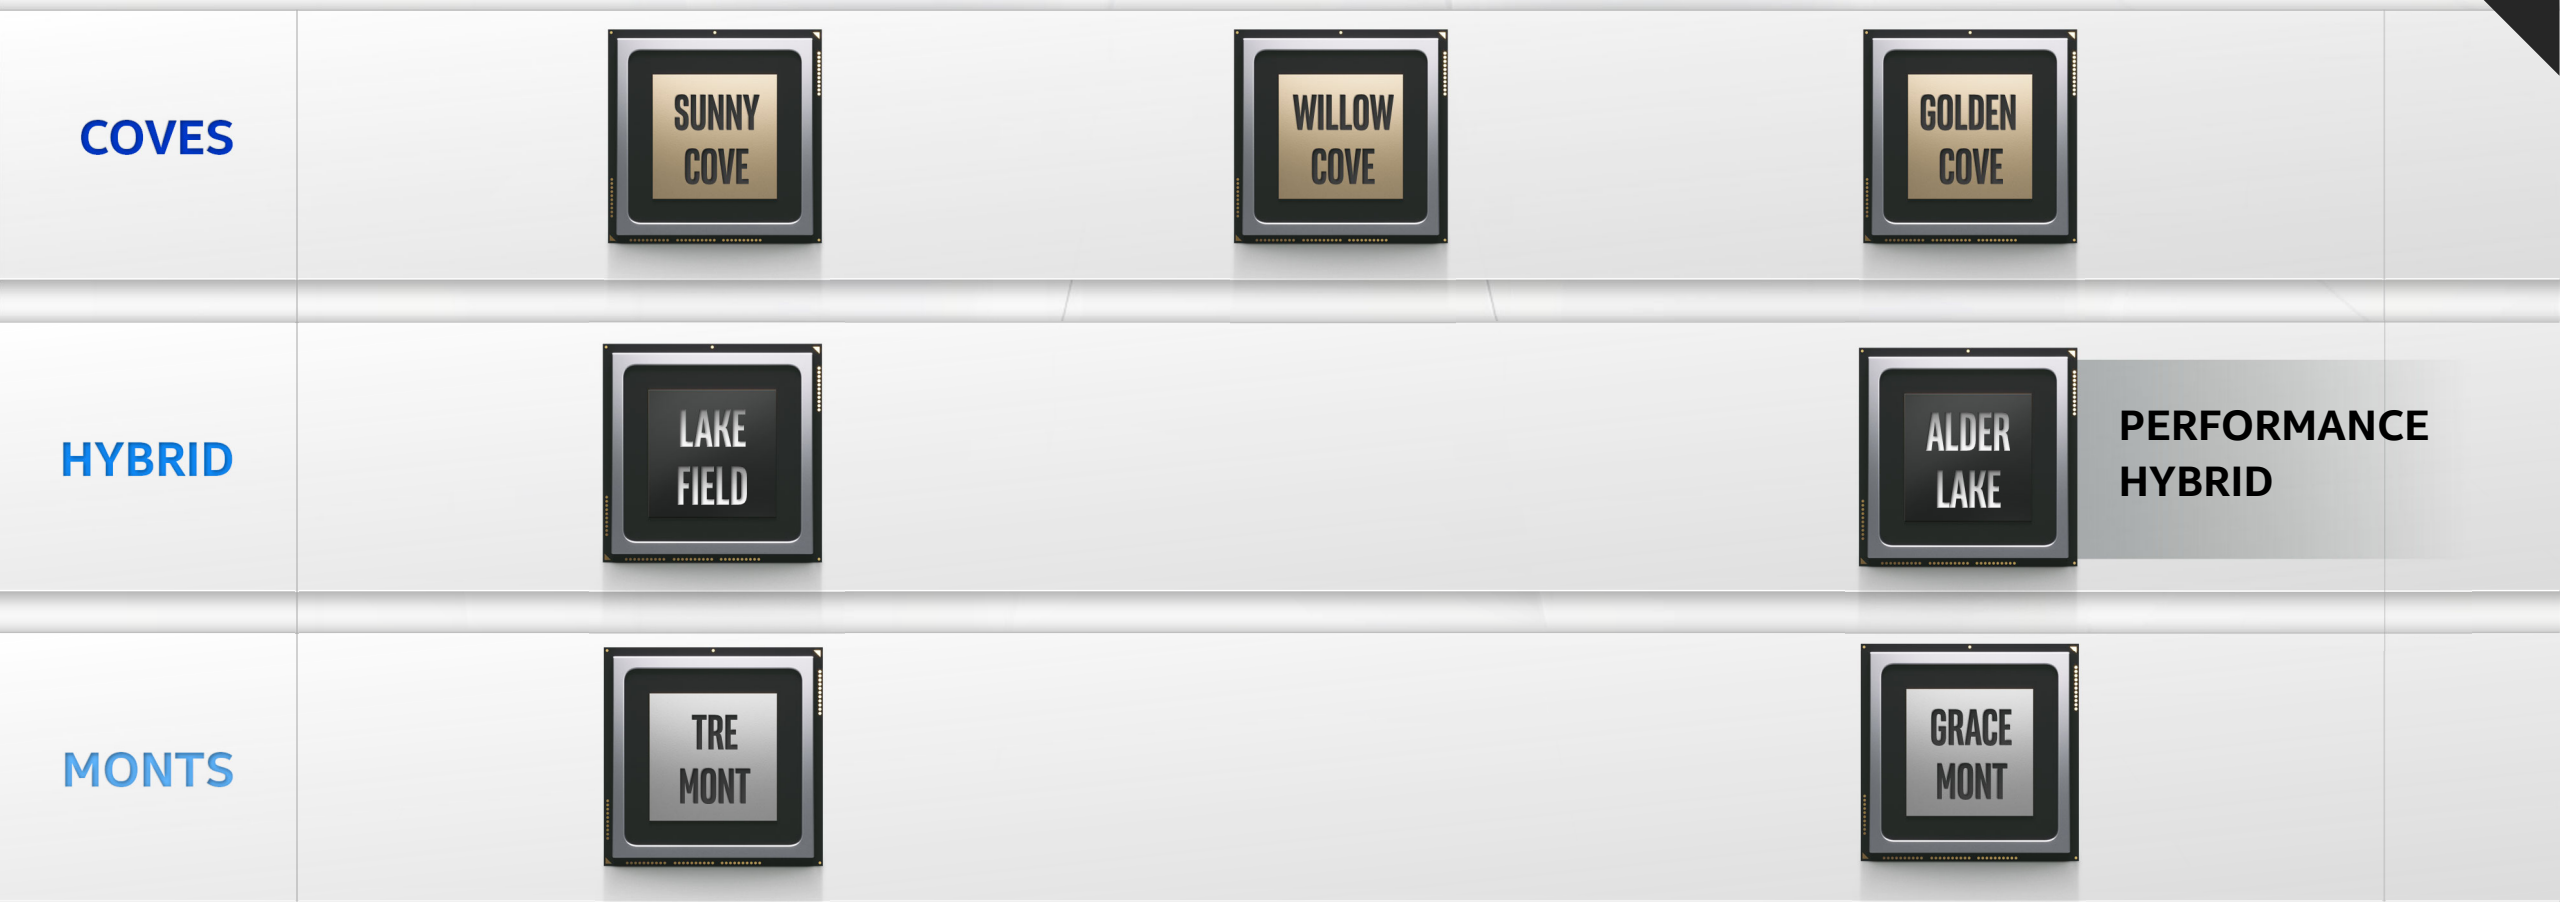 COVES
SUNNY
COVE
WILLOW
COVE
GOLDEN
COVE
HYBRID
LAKE
FIELD
ALDER
LAKE
PERFORMANCE
HYBRID
MONTS
TRE
MONT
GRACE
MONT